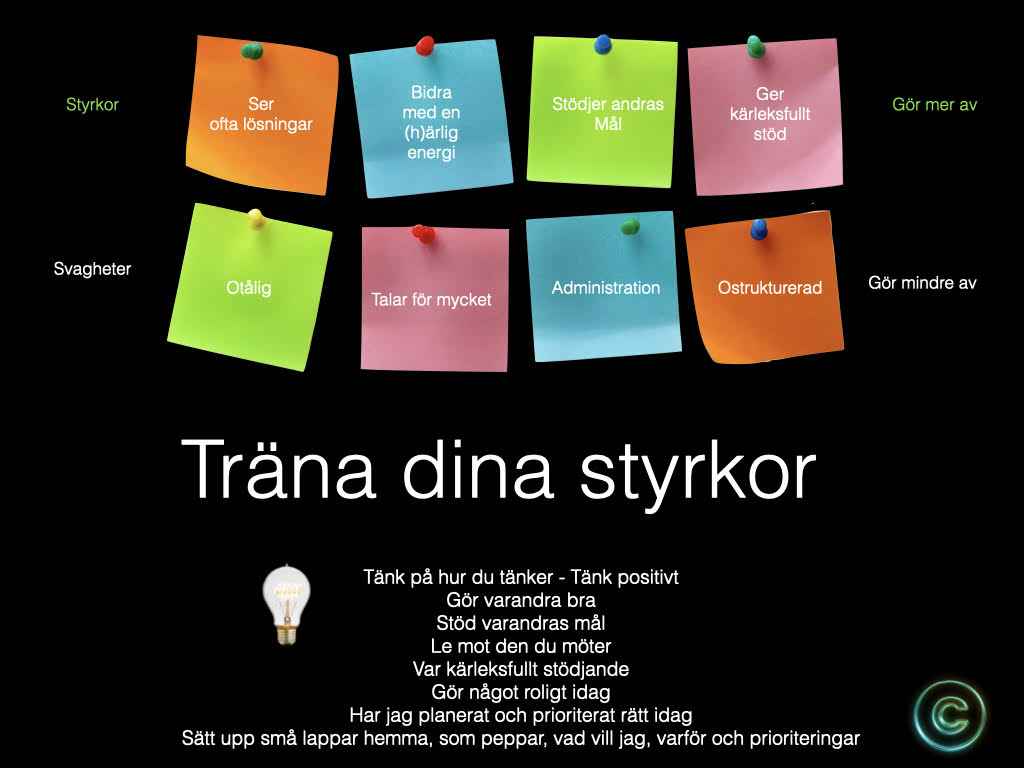 Styrkor
Ser
ofta lösningar
Bidra
med en
(h)ärlig
energi
Stödjer andras
Mål
Ger
kärleksfullt
stöd
Gör mer av
Svagheter
Otålig
Talar för mycket
Administration
Ostrukturerad
Gör mindre av
Träna dina styrkor
Tänk på hur du tänker - Tänk positivt
Gör varandra bra
Stöd varandras mål
Le mot den du möter
Var kärleksfullt stödjande
Gör något roligt idag
Har jag planerat och prioriterat rätt idag
Sätt upp små lappar hemma, som peppar, vad vill jag, varför och prioriteringar
©